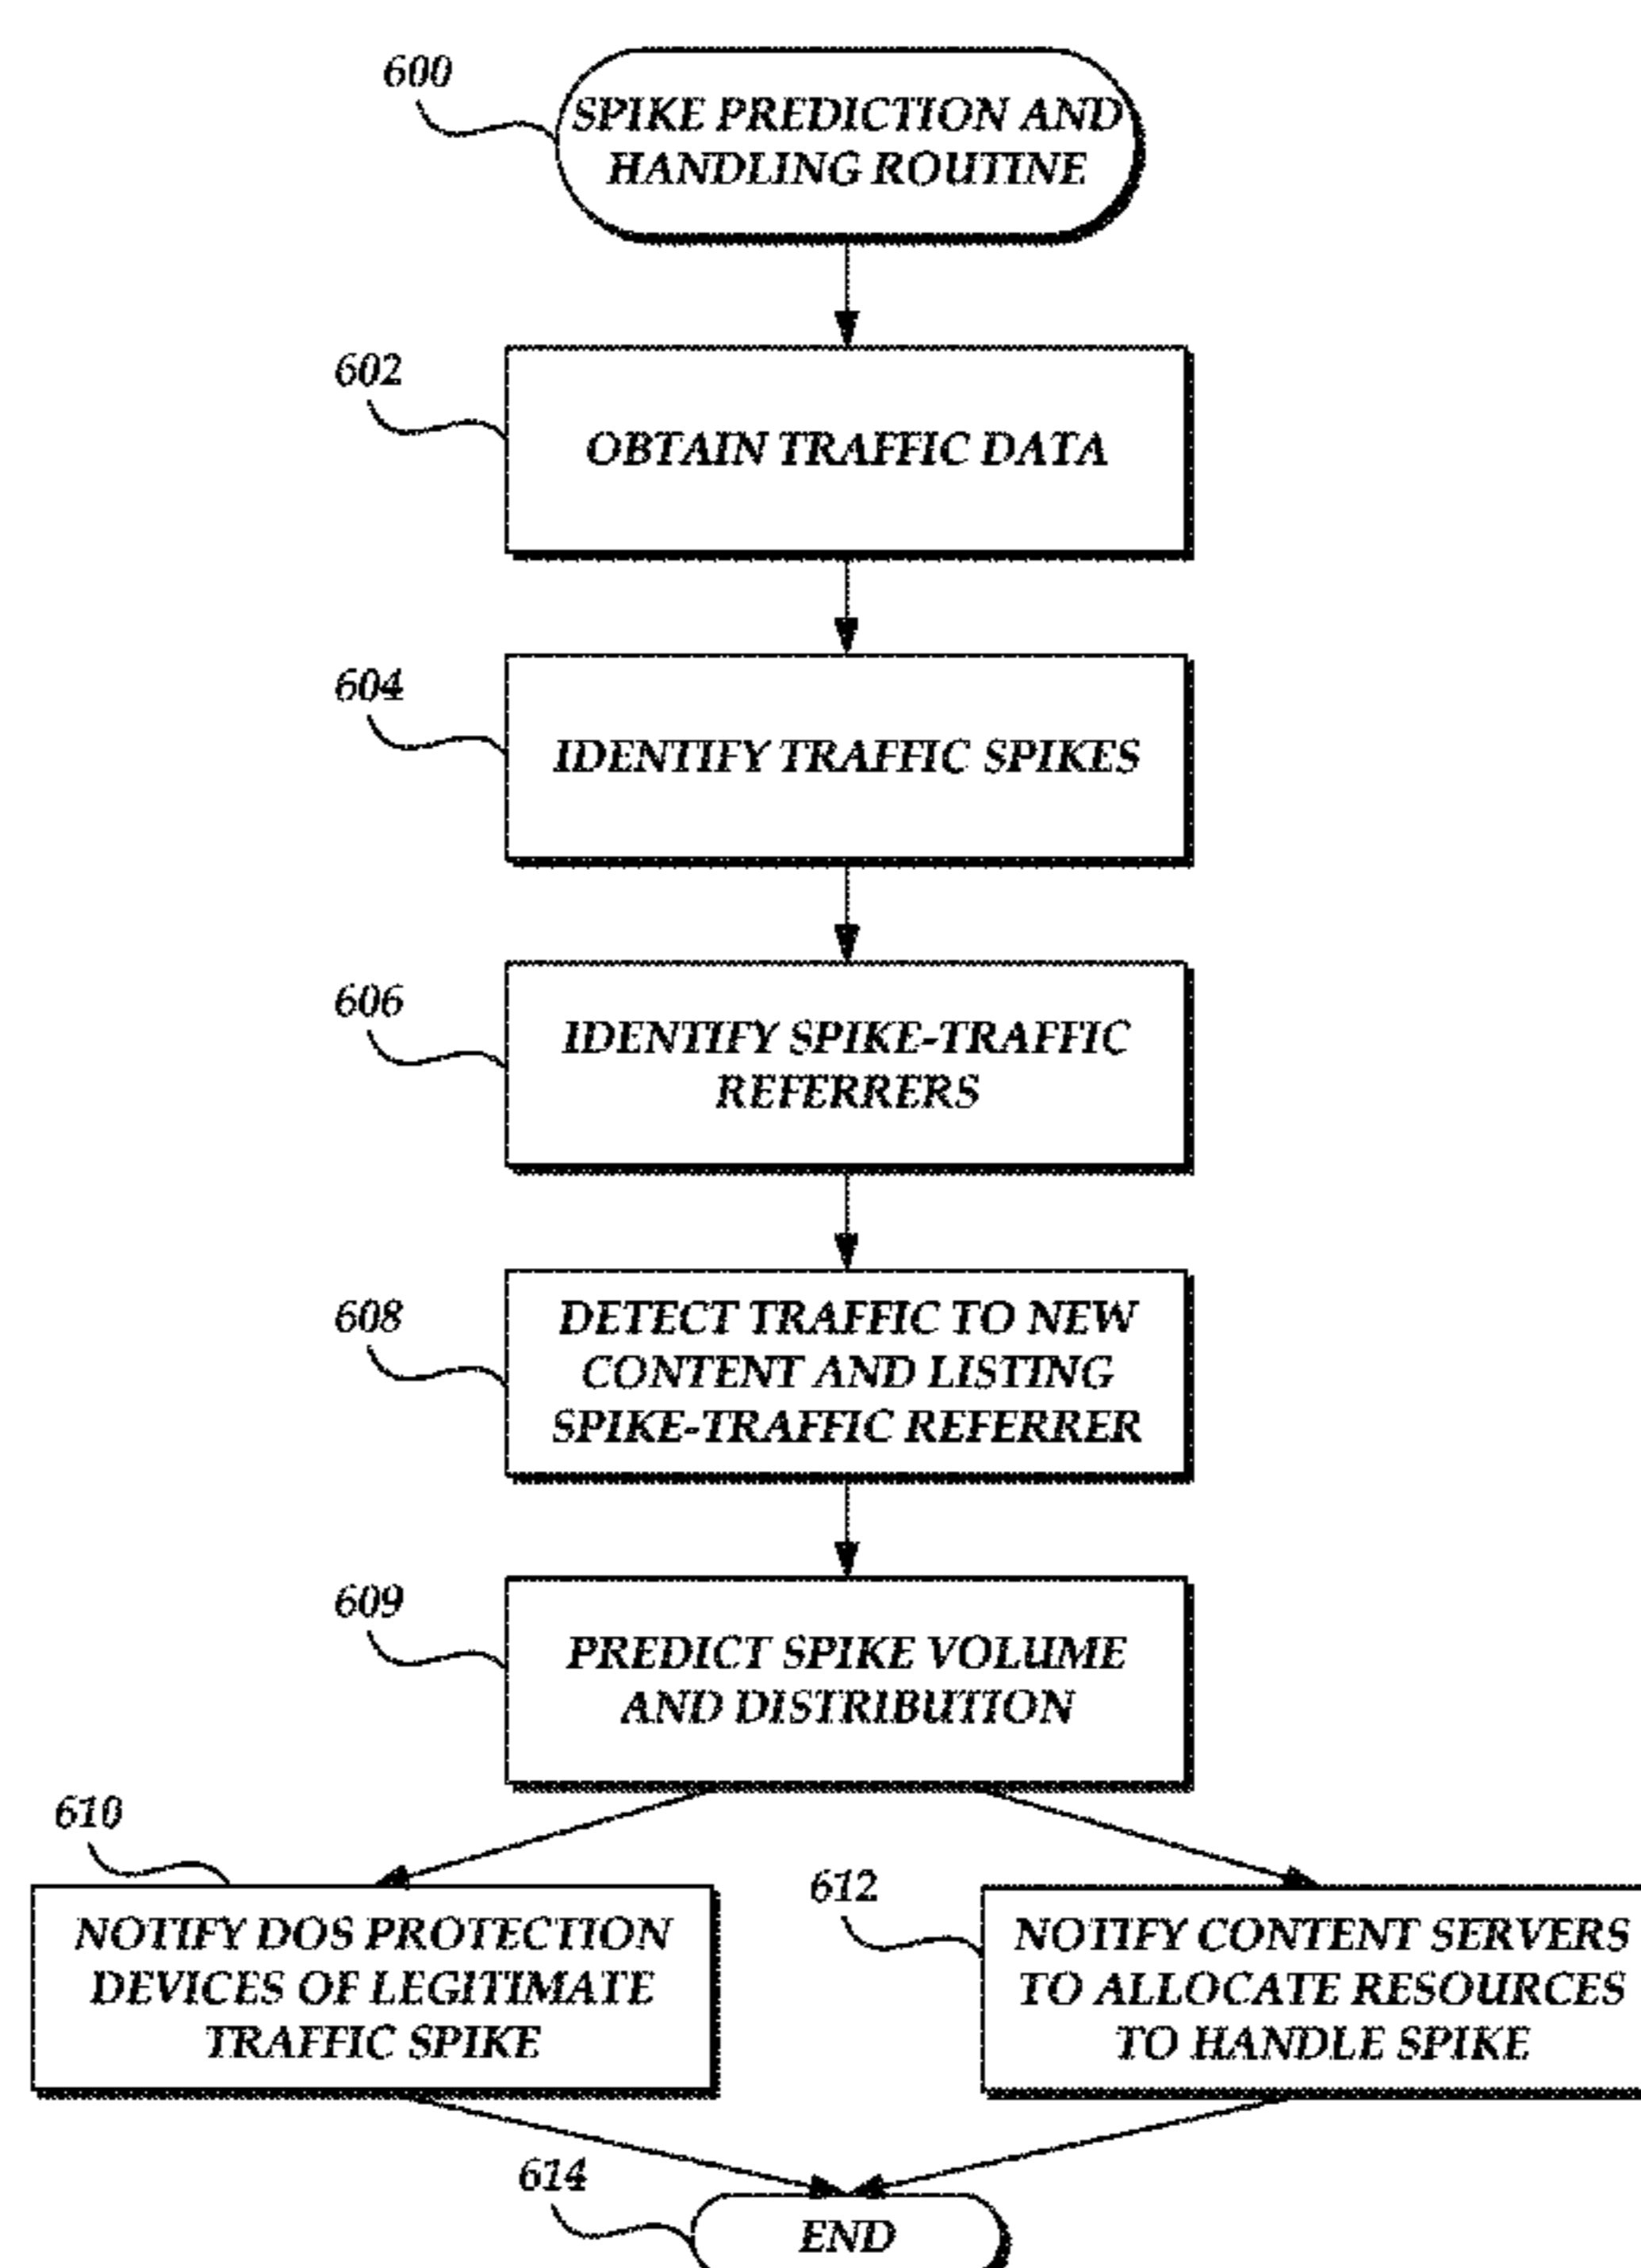 600
SPIKE PREDICTION AND
HANDLING ROUTINE
602
OBTAIN TRAFFIC DATA
604
IDENTIFY TRAFFIC SPIKES
606
IDENTIFY SPIKE-TRAFFIC
REFERRERS
608
DETECT TRAFFIC TO NEW
CONTENT AND LISTING
SPIKE-TRAFFIC REFERRER
609
PREDICT SPIKE VOLUME
AND DISTRIBUTION
610
NOTIFY DOS PROTECTION
DEVICES OF LEGITIMATE
TRAFFIC SPIKE
612
NOTIFY CONTENT SERVERS
TO ALLOCATE RESOURCES
TO HANDLE SPIKE
614
END